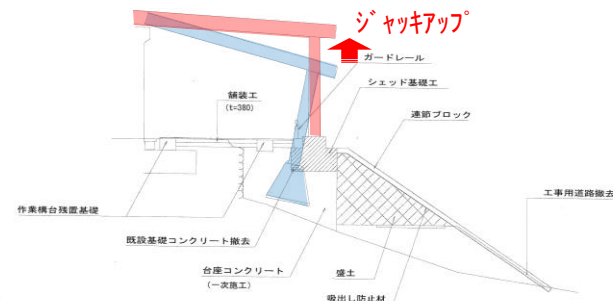 ジャッキアップ
ガードレール
シェッド基礎工
舗装工
(t=380)
連節ブロック
工事用道路撤去
作業構台残置基礎
既設基礎コンクリート撤去
台座コンクリート
(一次施工)
盛土
吸出し防止材